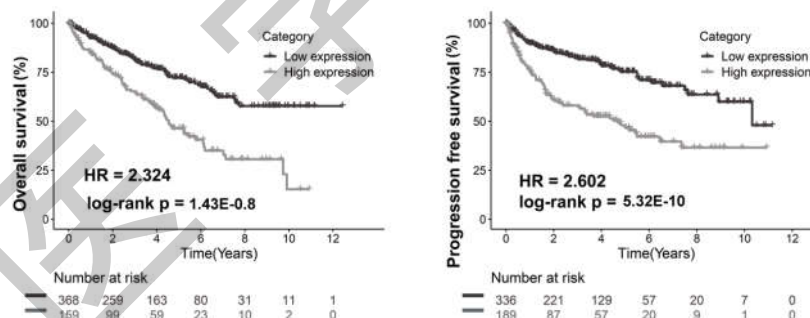 Overall survival (%)
100
75
50
25
0
Category
Low expression
High expression
HR = 2.324
log-rank p = 1.43E-0.8
0 2 4 6 8 10 12
Time(Years)
Number at risk
368 259 163 80 31 11 1
169 99 59 23 10 2 0
Progression free survival (%)
100
75
50
25
0
Category
Low expression
High expression
HR = 2.602
log-rank p = 5.32E-10
0 2 4 6 8 10 12
Time(Years)
Number at risk
336 221 129 57 20 7 0
189 87 57 20 9 1 0